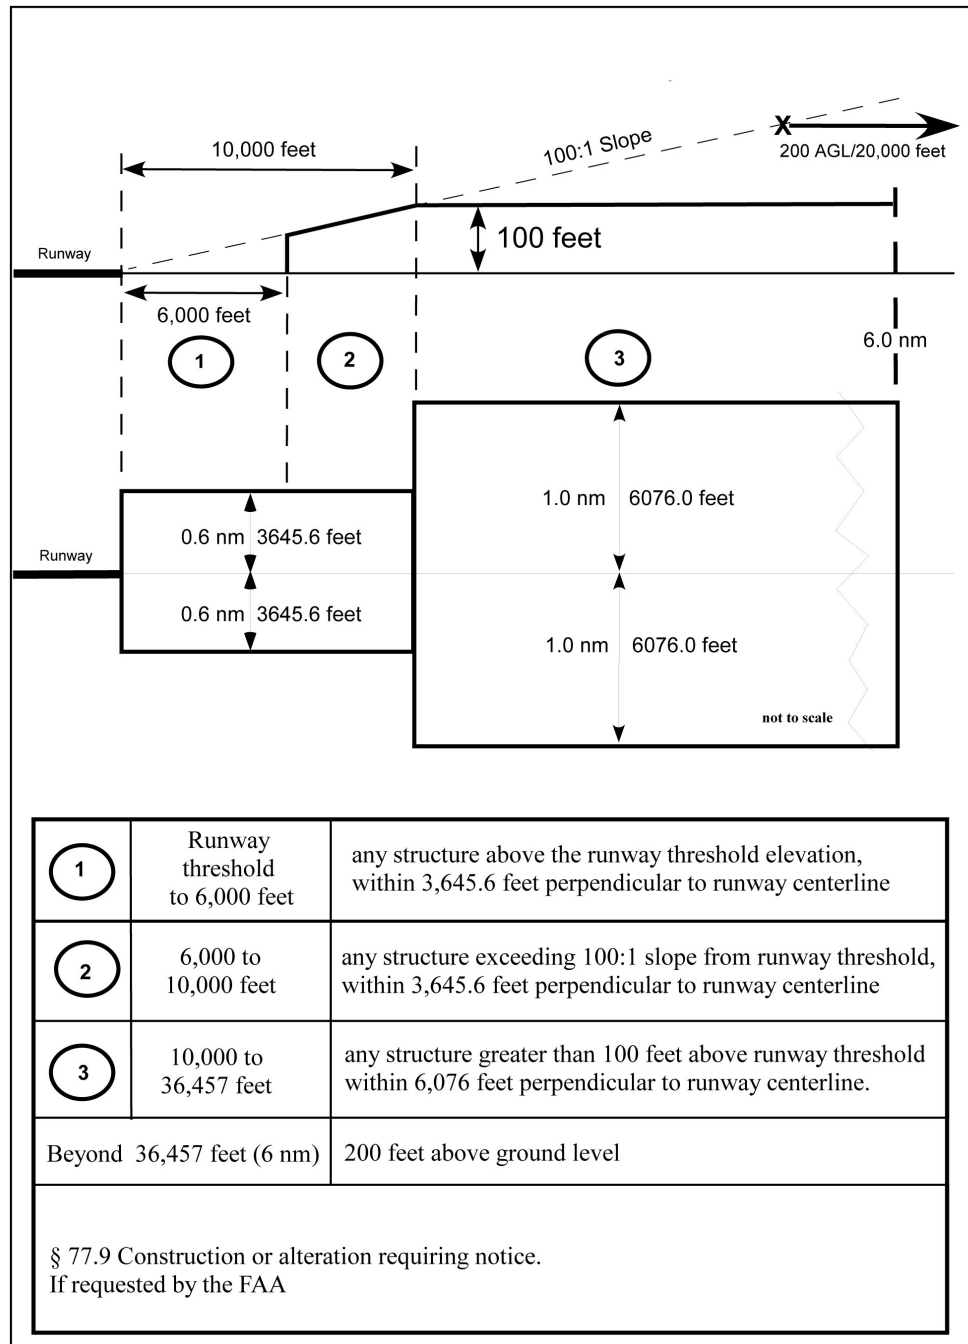 10,000 feet
100:1 Slope
X
200 AGL/20,000 feet
Runway
100 feet
6,000 feet
1
2
3
6.0 nm
1.0 nm 6076.0 feet
0.6 nm 3645.6 feet
Runway
0.6 nm 3645.6 feet
1.0 nm 6076.0 feet
not to scale
1
Runway
threshold
to 6,000 feet
any structure above the runway threshold elevation,
within 3,645.6 feet perpendicular to runway centerline
2
6,000 to
10,000 feet
any structure exceeding 100:1 slope from runway threshold,
within 3,645.6 feet perpendicular to runway centerline
3
10,000 to
36,457 feet
any structure greater than 100 feet above runway threshold
within 6,076 feet perpendicular to runway centerline.
Beyond 36,457 feet (6 nm)
200 feet above ground level
§ 77.9 Construction or alteration requiring notice.
If requested by the FAA